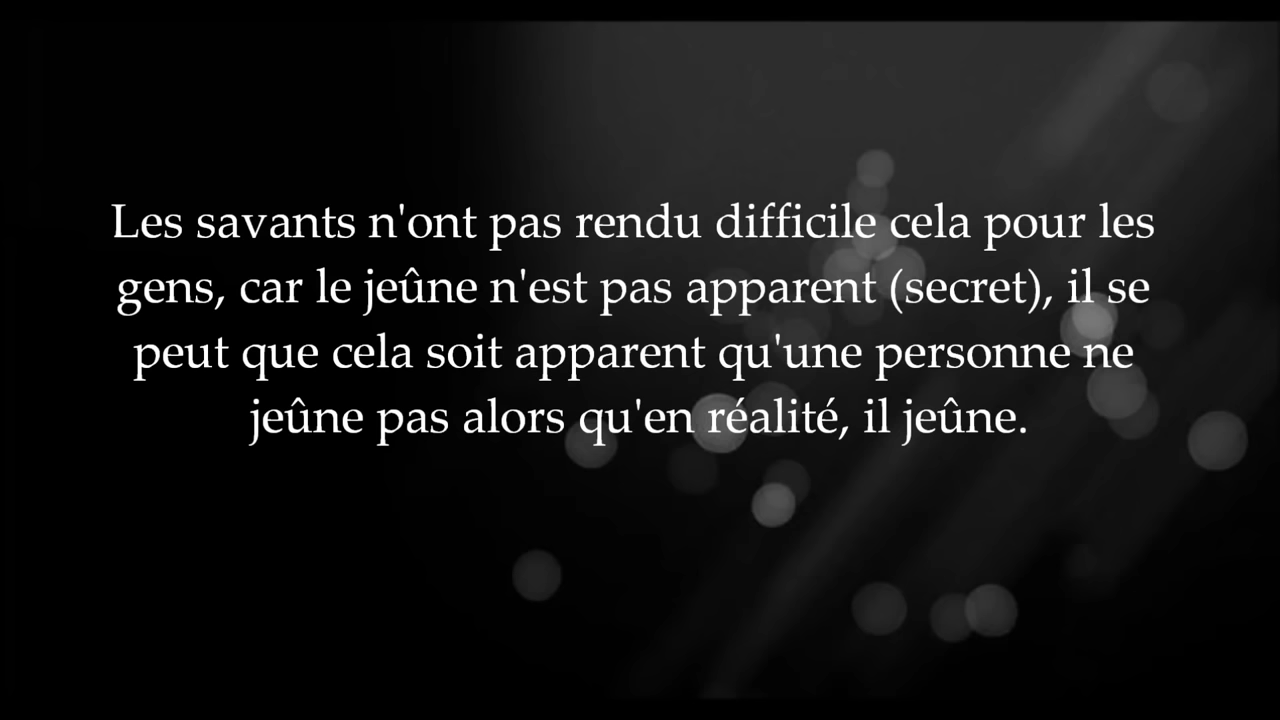 Les savants n'ont pas rendu difficile cela pour les
gens, car le jeûne n'est pas apparent (secret), il se
peut que cela soit apparent qu'une personne ne
jeûne pas alors qu'en réalité, il jeûne.